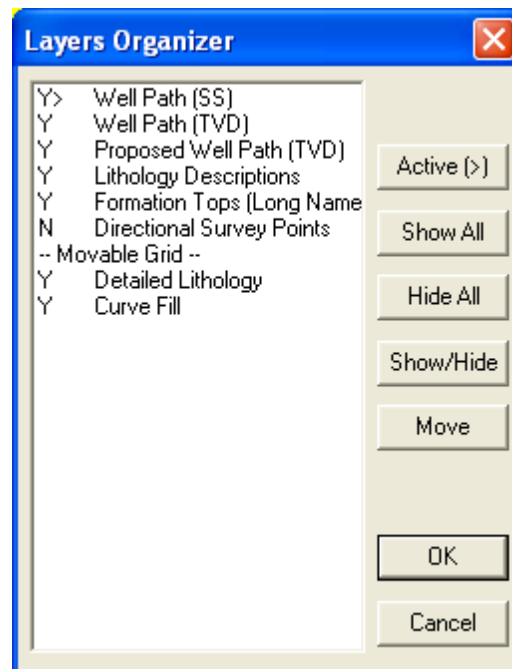 Layers Organizer
Y> Well Path (SS)
Y Well Path (TVD)
Y Proposed Well Path (TVD)
Y Lithology Descriptions
Y Formation Tops (Long Name
N Directional Survey Points
-- Movable Grid --
Y Detailed Lithology
Y Curve Fill
Active (>)
Show All
Hide All
Show/Hide
Move
OK
Cancel